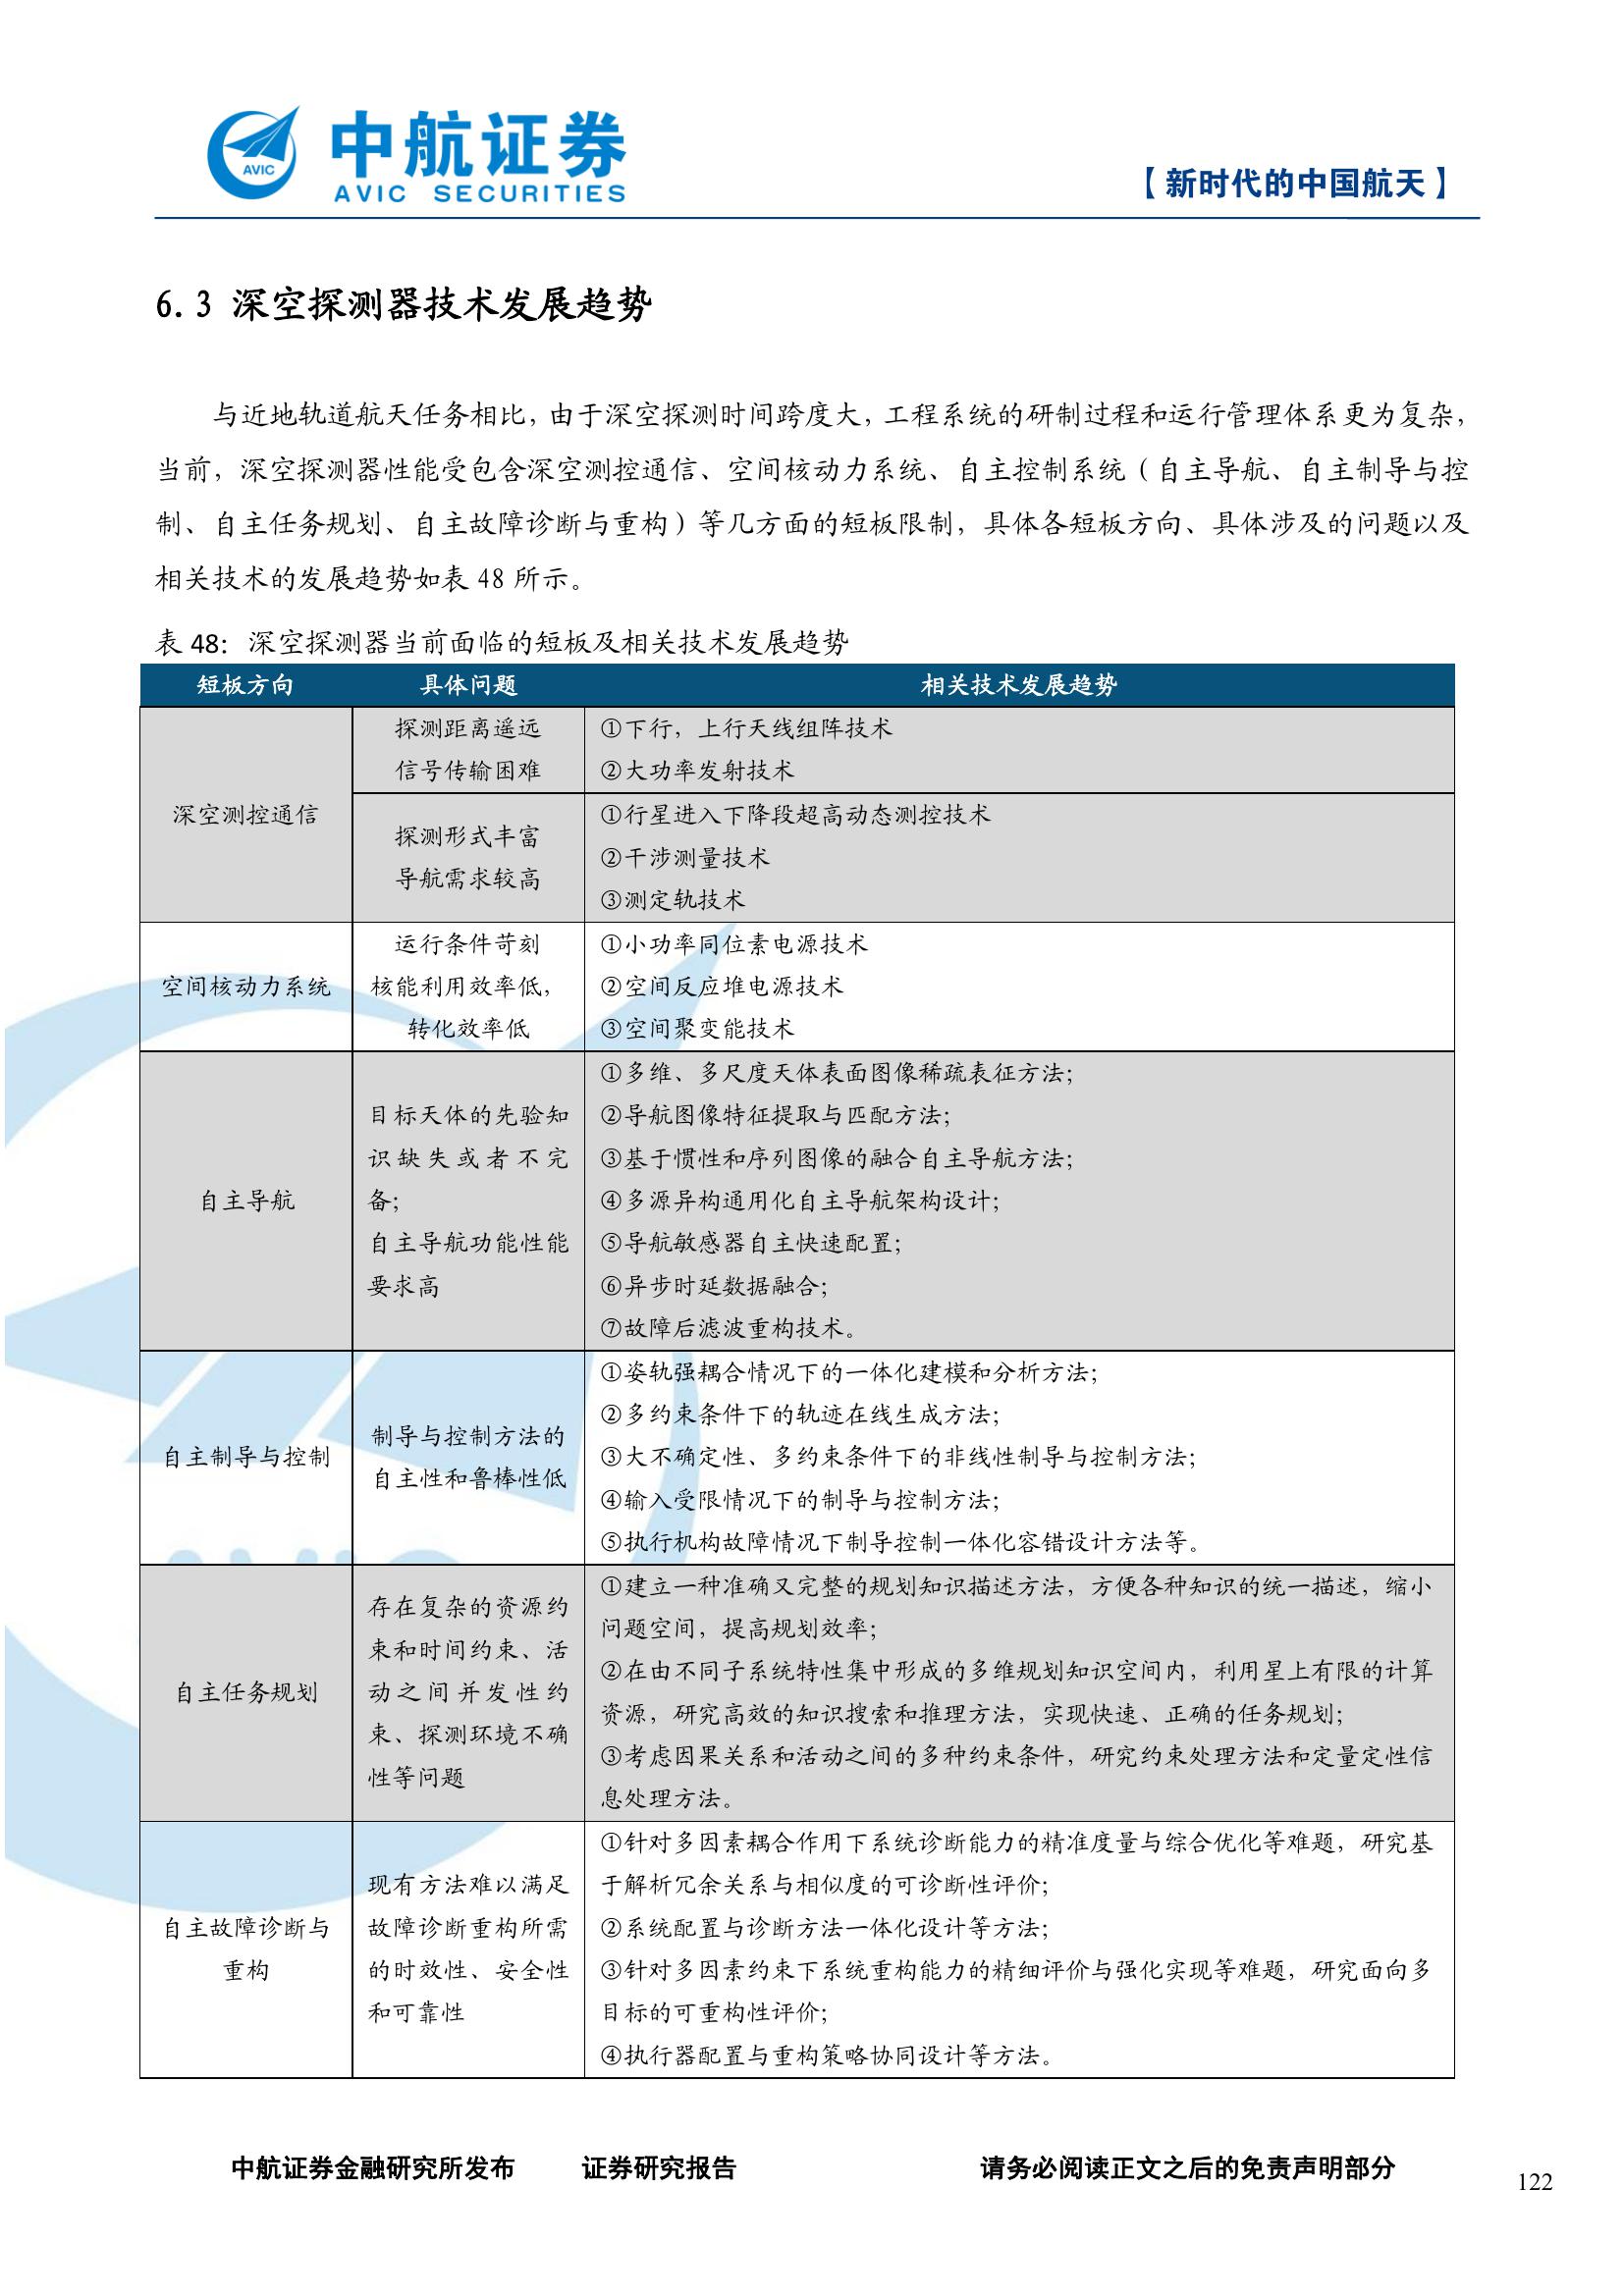 AVIC
中航证券
AVIC SECURITIES
【新时代的中国航天】
6.3 深空探测器技术发展趋势
与近地轨道航天任务相比，由于深空探测时间跨度大，工程系统的研制过程和运行管理体系更为复杂，
当前，深空探测器性能受包含深空测控通信、空间核动力系统、自主控制系统（自主导航、自主制导与控
制、自主任务规划、自主故障诊断与重构）等几方面的短板限制，具体各短板方向、具体涉及的问题以及
相关技术的发展趋势如表 48 所示。
表 48：深空探测器当前面临的短板及相关技术发展趋势
短板方向 具体问题 相关技术发展趋势
深空测控通信
探测距离遥远
信号传输困难
①下行，上行天线组阵技术
②大功率发射技术
探测形式丰富
导航需求较高
①行星进入下降段超高动态测控技术
②干涉测量技术
③测定轨技术
空间核动力系统
运行条件苛刻
核能利用效率低，
转化效率低
①小功率同位素电源技术
②空间反应堆电源技术
③空间聚变能技术
自主导航
目标天体的先验知
识缺失或者不完
备；
自主导航功能性能
要求高
①多维、多尺度天体表面图像稀疏表征方法；
②导航图像特征提取与匹配方法；
③基于惯性和序列图像的融合自主导航方法；
④多源异构通用化自主导航架构设计；
⑤导航敏感器自主快速配置；
⑥异步时延数据融合；
⑦故障后滤波重构技术。
自主制导与控制
制导与控制方法的
自主性和鲁棒性低
①姿轨强耦合情况下的一体化建模和分析方法；
②多约束条件下的轨迹在线生成方法；
③大不确定性、多约束条件下的非线性制导与控制方法；
④输入受限情况下的制导与控制方法；
⑤执行机构故障情况下制导控制一体化容错设计方法等。
自主任务规划
存在复杂的资源约
束和时间约束、活
动之间并发性约
束、探测环境不确
性等问题
①建立一种准确又完整的规划知识描述方法，方便各种知识的统一描述，缩小
问题空间，提高规划效率；
②在由不同子系统特性集中形成的多维规划知识空间内，利用星上有限的计算
资源，研究高效的知识搜索和推理方法，实现快速、正确的任务规划；
③考虑因果关系和活动之间的多种约束条件，研究约束处理方法和定量定性信
息处理方法。
自主故障诊断与
重构
现有方法难以满足
故障诊断重构所需
的时效性、安全性
和可靠性
①针对多因素耦合作用下系统诊断能力的精准度量与综合优化等难题，研究基
于解析冗余关系与相似度的可诊断性评价；
②系统配置与诊断方法一体化设计等方法；
③针对多因素约束下系统重构能力的精细评价与强化实现等难题，研究面向多
目标的可重构性评价；
④执行器配置与重构策略协同设计等方法。
中航证券金融研究所发布 证券研究报告 请务必阅读正文之后的免责声明部分
122